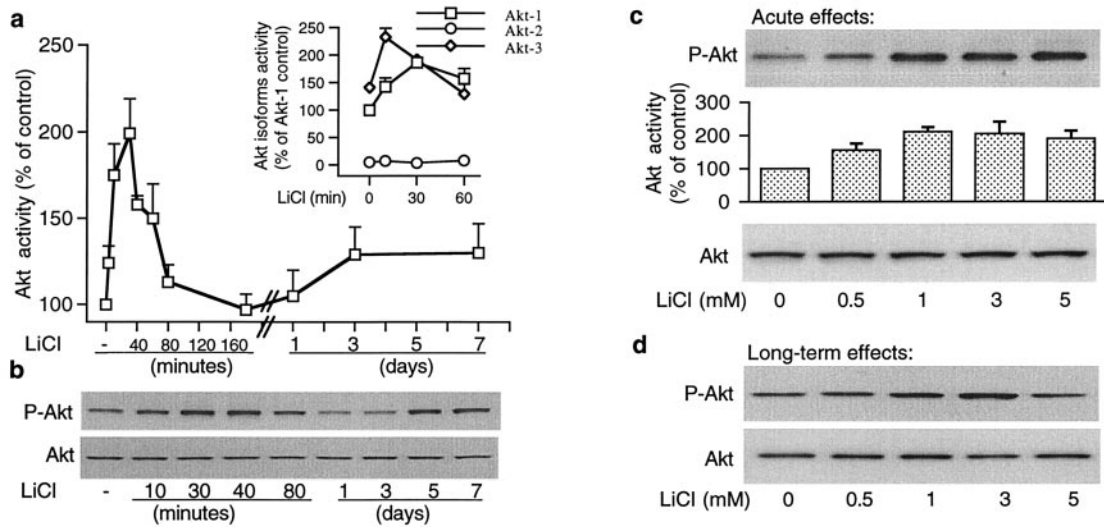 a
Akt activity (% of control)
250
200
150
100
LiCl
- 40 80 120 160
(minutes)
1 3 5 7
(days)
Akt isoforms activity
(% of Akt-1 control)
250
200
150
100
50
0
LiCl (min) 0 30 60
Akt-1
Akt-2
Akt-3
b
P-Akt
Akt
LiCl - 10 30 40 80 1 3 5 7
(minutes) (days)
c
Acute effects:
P-Akt
Akt activity
(% of control)
300
200
100
0
Akt
LiCl (mM) 0 0.5 1 3 5
d
Long-term effects:
P-Akt
Akt
LiCl (mM) 0 0.5 1 3 5